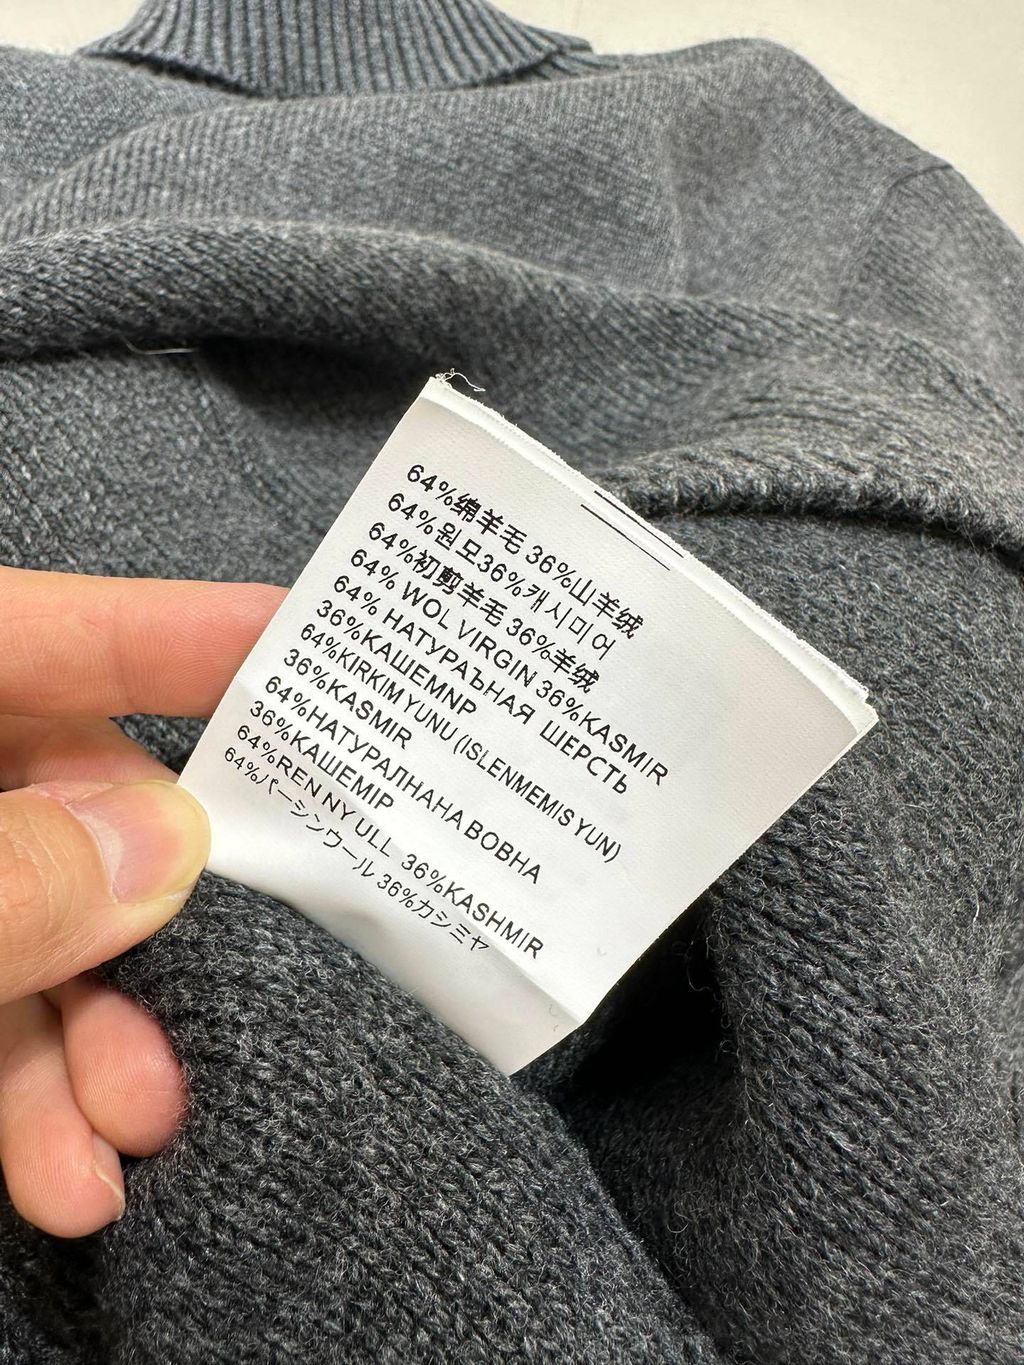 64%绵羊毛 36%山羊绒
64%원모36%캐시미어
64%初剪羊毛 36%羊绒
64% WOL VIRGIN 36%KASMIR
64% НАТУРАЪНАЯ ШЕРСТЬ
36%КАШЕМNP
64%KIRKIM YUNU (ISLENMEMIS YUN)
36%KASMIR
64%НАТУРАЛНАНА ВОВНА
36%КАШЕМIР
64%REN NY ULL 36%KASHMIR
64%バーシンウール 36%カシミヤ